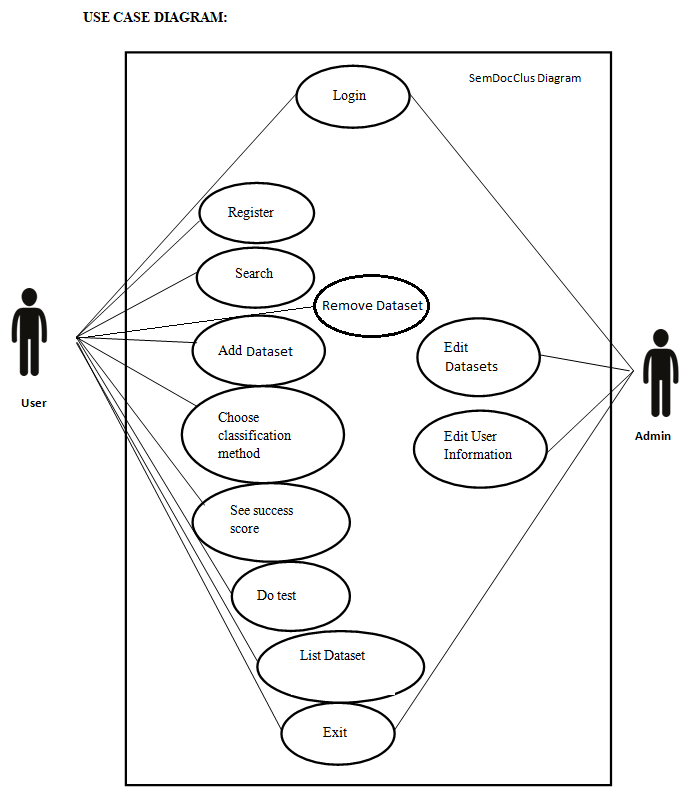 USE CASE DIAGRAM:
SemDocClus Diagram
Login
Register
Search
Remove Dataset
Add Dataset
Edit
Datasets
User
Choose
classification
method
Edit User
Information
Admin
See success
score
Do test
List Dataset
Exit